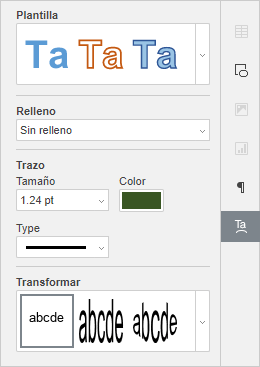 Plantilla
Ta Ta Ta
Relleno
Sin relleno
Trazo
Tamaño Color
1.24 pt
Type
Transformar
abcde abcde abcde
Ta